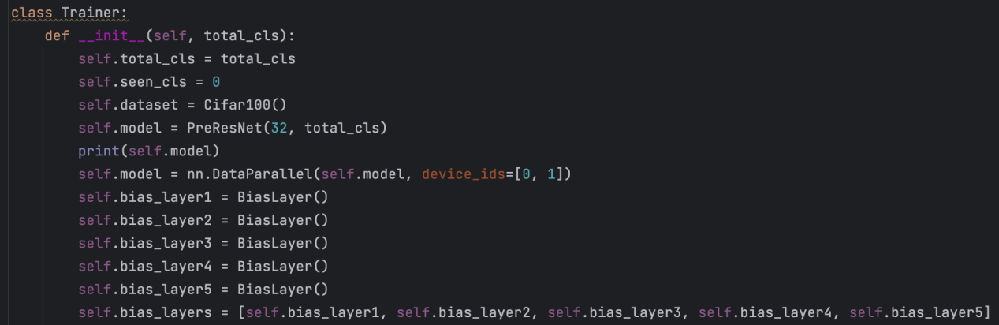 class Trainer:
    def __init__(self, total_cls):
        self.total_cls = total_cls
        self.seen_cls = 0
        self.dataset = Cifar100()
        self.model = PreResNet(32, total_cls)
        print(self.model)
        self.model = nn.DataParallel(self.model, device_ids=[0, 1])
        self.bias_layer1 = BiasLayer()
        self.bias_layer2 = BiasLayer()
        self.bias_layer3 = BiasLayer()
        self.bias_layer4 = BiasLayer()
        self.bias_layer5 = BiasLayer()
        self.bias_layers = [self.bias_layer1, self.bias_layer2, self.bias_layer3, self.bias_layer4, self.bias_layer5]